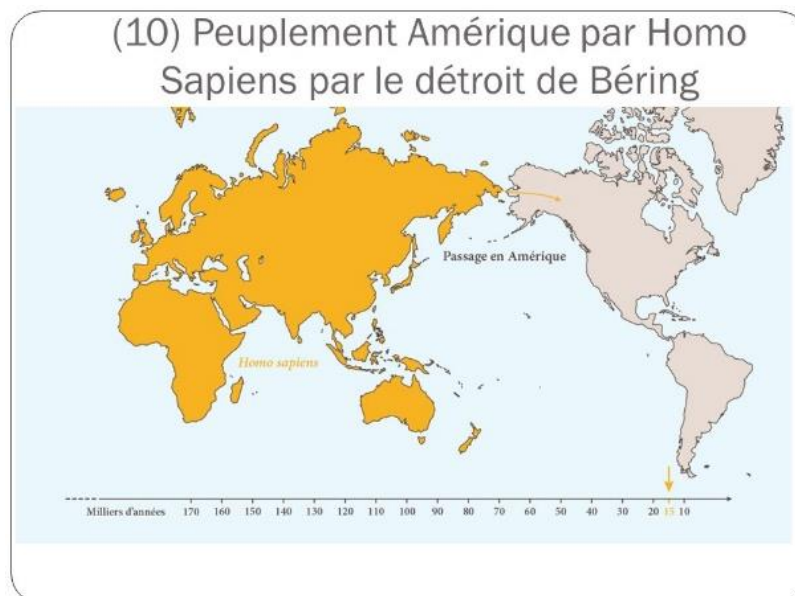 (10) Peuplement Amérique par Homo
Sapiens par le détroit de Béring
Passage en Amérique
Homo sapiens
Milliers d'années 170 160 150 140 130 120 110 100 90 80 70 60 50 40 30 20 15 10